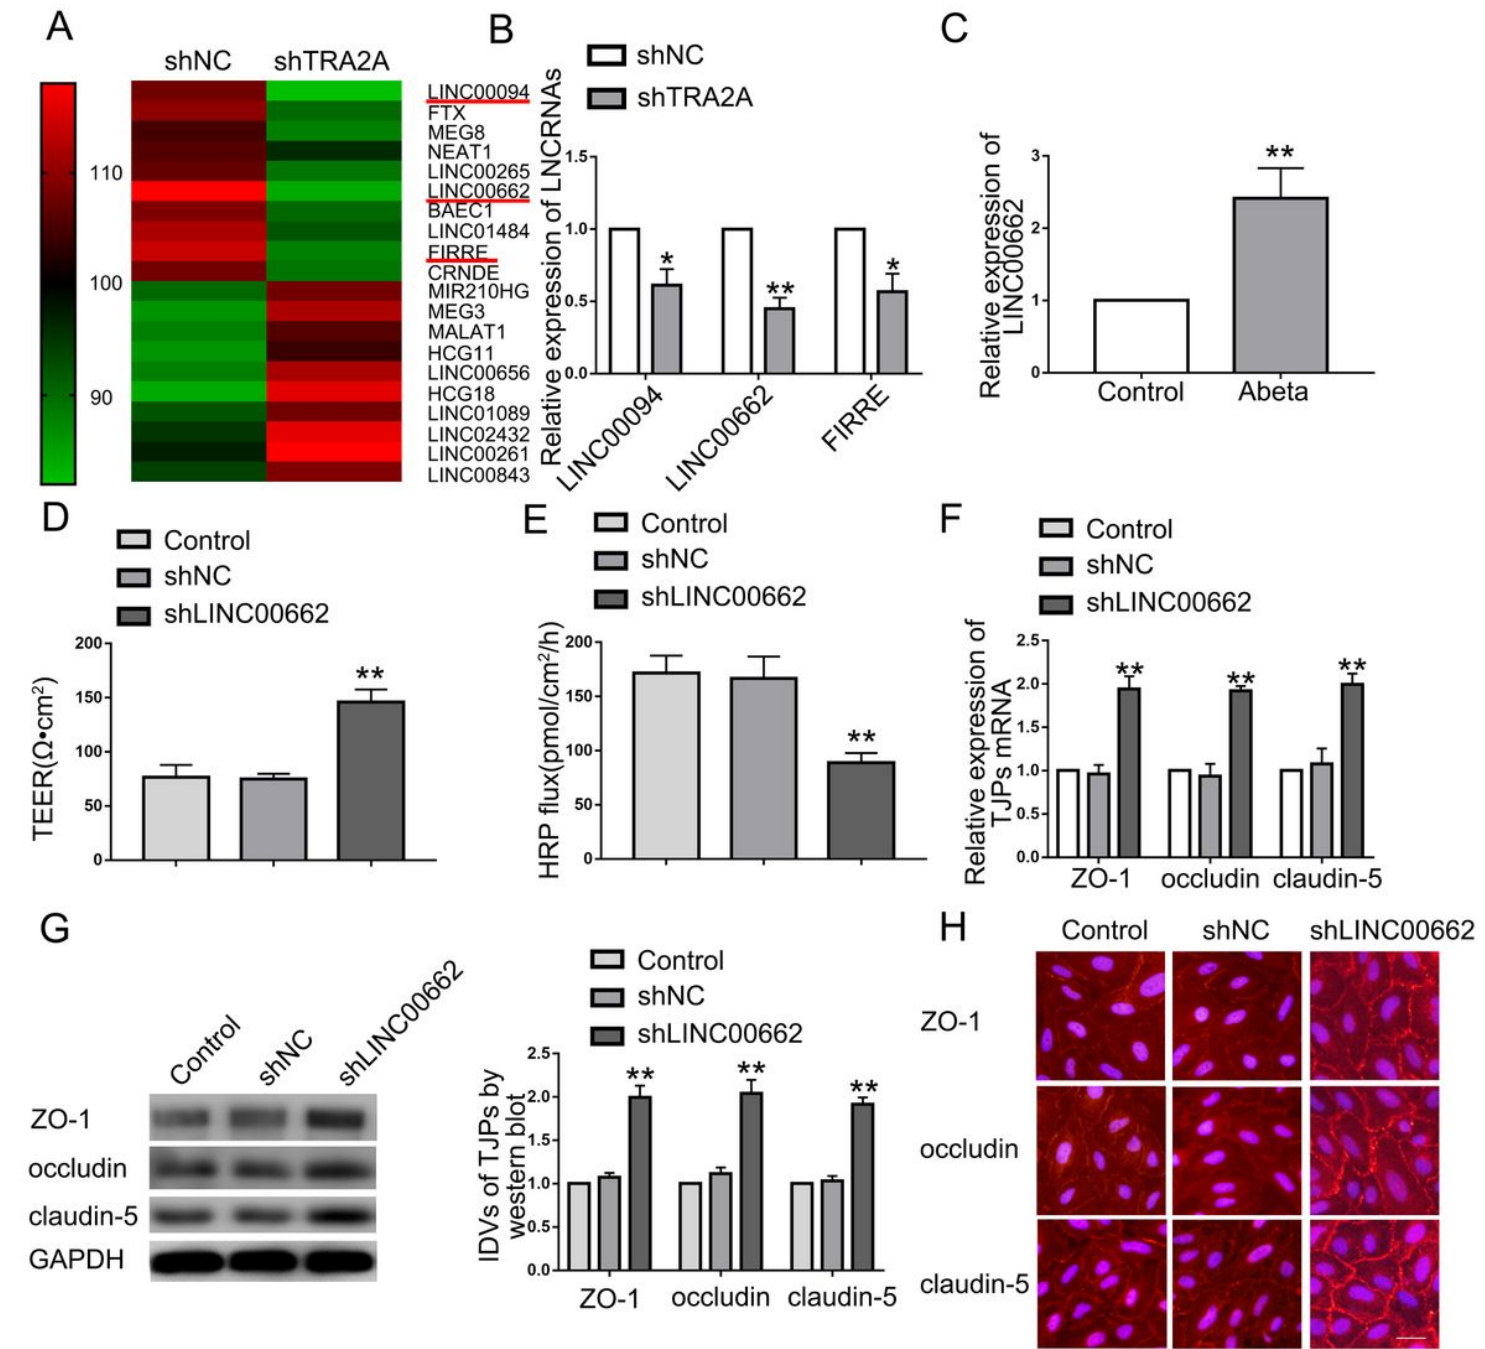 A
shNC
shTRA2A
110
100
90
LINC00094
FTX
MEG8
NEAT1
LINC00265
LINC00662
BAEC1
LINC01484
FIRRE
CRNDE
MIR210HG
MEG3
MALAT1
HCG11
LINC00656
HCG18
LINC01089
LINC02432
LINC00261
LINC00843
B
shNC
shTRA2A
Relative expression of LNCRNAs
1.5
1.0
0.5
0.0
*
**
*
LINC00094
LINC00662
FIRRE
C
Relative expression of
LINC00662
3
2
1
0
**
Control
Abeta
D
Control
shNC
shLINC00662
TEER(Ω•cm²)
200
150
100
50
0
**
E
Control
shNC
shLINC00662
HRP flux(pmol/cm²/h)
200
150
100
50
0
**
F
Control
shNC
shLINC00662
Relative expression of
TJPs mRNA
2.5
2.0
1.5
1.0
0.5
0.0
**
**
**
ZO-1
occludin
claudin-5
G
Control
shNC
shLINC00662
ZO-1
occludin
claudin-5
GAPDH
Control
shNC
shLINC00662
IDVs of TJPs by
western blot
2.5
2.0
1.5
1.0
0.5
0.0
**
**
**
ZO-1
occludin
claudin-5
H
Control
shNC
shLINC00662
ZO-1
occludin
claudin-5